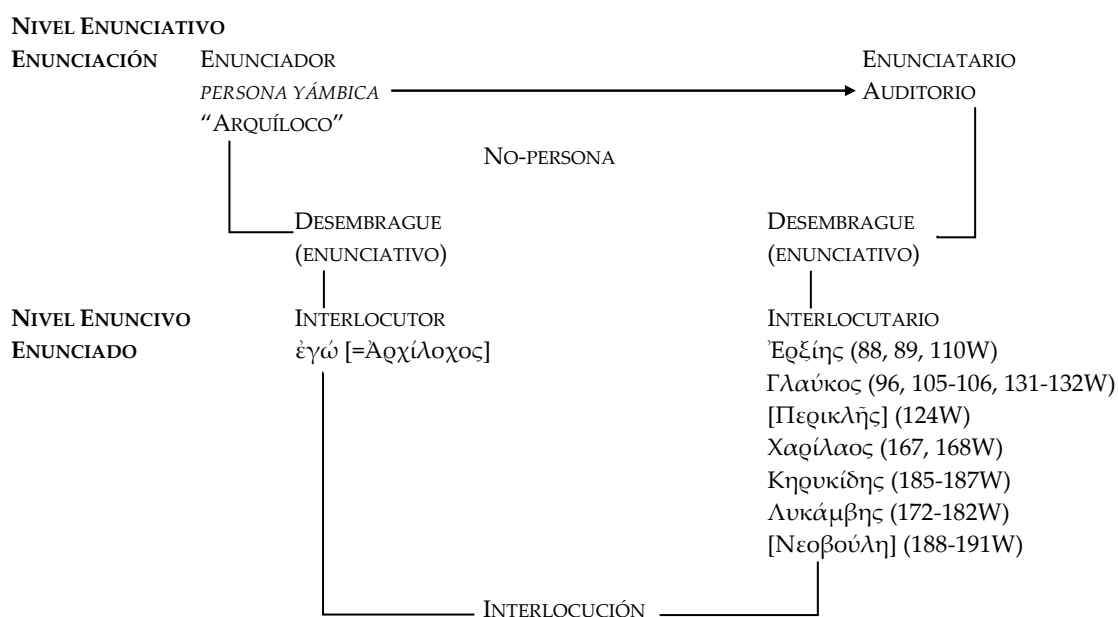 NIVEL ENUNCIATIVO
ENUNCIACIÓN ENUNCIADOR ENUNCIATARIO
PERSONA YÁMBICA AUDITORIO
“ARQUÍLOCO”
NO-PERSONA
DESEMBRAGUE DESEMBRAGUE
(ENUNCIATIVO) (ENUNCIATIVO)
NIVEL ENUNCIVO INTERLOCUTOR INTERLOCUTARIO
ENUNCIADO ἐγώ [=Ἀρχίλοχος] Ἐρξίης (88, 89, 110W)
Γλαύκος (96, 105-106, 131-132W)
[Περικλῆς] (124W)
Χαρίλαος (167, 168W)
Κηρυκίδης (185-187W)
Λυκάμβης (172-182W)
[Νεοβούλη] (188-191W)
INTERLOCUCIÓN